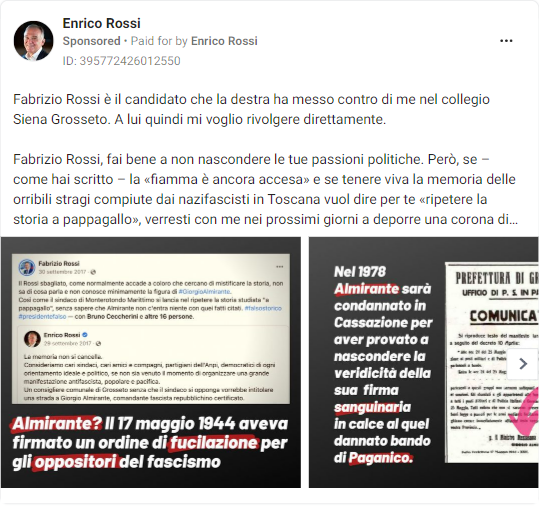 Enrico Rossi
Sponsored • Paid for by Enrico Rossi
ID: 395772426012550
Fabrizio Rossi è il candidato che la destra ha messo contro di me nel collegio
Siena Grosseto. A lui quindi mi voglio rivolgere direttamente.
Fabrizio Rossi, fai bene a non nascondere le tue passioni politiche. Però, se –
come hai scritto – la «fiamma è ancora accesa» e se tenere viva la memoria delle
orribili stragi compiute dai nazifascisti in Toscana vuol dire per te «ripetere la
storia a pappagallo», verresti con me nei prossimi giorni a deporre una corona di...
Fabrizio Rossi
30 settembre 2017
Il Rossi sbagliato, come normalmente accade a coloro che cercano di mistificare la storia, non
sa di cosa parla e non conosce minimamente la figura di #GiorgioAlmirante.
Così come il sindaco di Monterotondo Marittimo si lancia nel ripetere la storia studiata "a
pappagallo", senza sapere che Almirante non c'entra niente con quei fatti citati. #falsostorico
#presidentefalso — con Bruno Ceccherini e altre 16 persone.
Enrico Rossi
29 settembre 2017
La memoria non si cancella.
Consideriamo cari sindaci, cari amici e compagni, partigiani dell'Anpi, democratici di ogni
orientamento ideale e politico, se non sia venuto il momento di organizzare una grande
manifestazione antifascista, popolare e pacifica.
Un consigliere comunale di Grosseto senza che il sindaco si opponga vorrebbe intitolare
una strada a Giorgio Almirante, comandante fascista repubblichino certificato.
Almirante? Il 17 maggio 1944 aveva
firmato un ordine di fucilazione per
gli oppositori del fascismo
Nel 1978
Almirante sarà
condannato in
Cassazione per
aver provato a
nascondere la
veridicità della
sua firma
sanguinaria
in calce al quel
dannato bando
di Paganico.
PREFETTURA DI G
UFFICIO DI P. S. IN P
COMUNICA